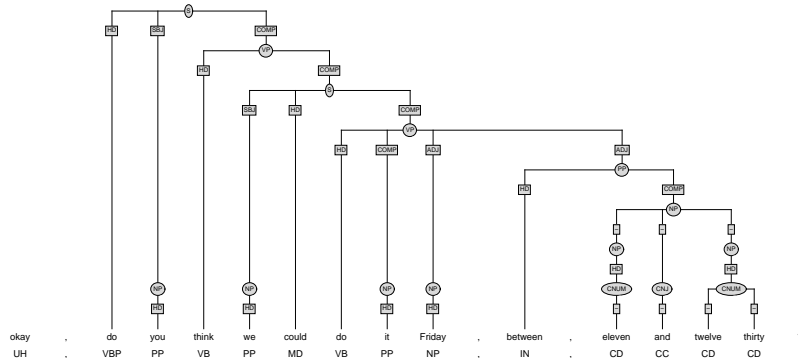 S
HD SBJ COMP
VP
HD COMP
S
SBJ HD COMP
VP
HD COMP ADJ ADJ
PP
HD COMP
NP
- - -
NP NP
HD HD
NP NP NP NP CNUM CNJ CNUM
HD HD HD HD - - - -
okay , do you think we could do it Friday , between , eleven and twelve thirty
UH , VBP PP VB PP MD VB PP NP , IN , CD CC CD CD